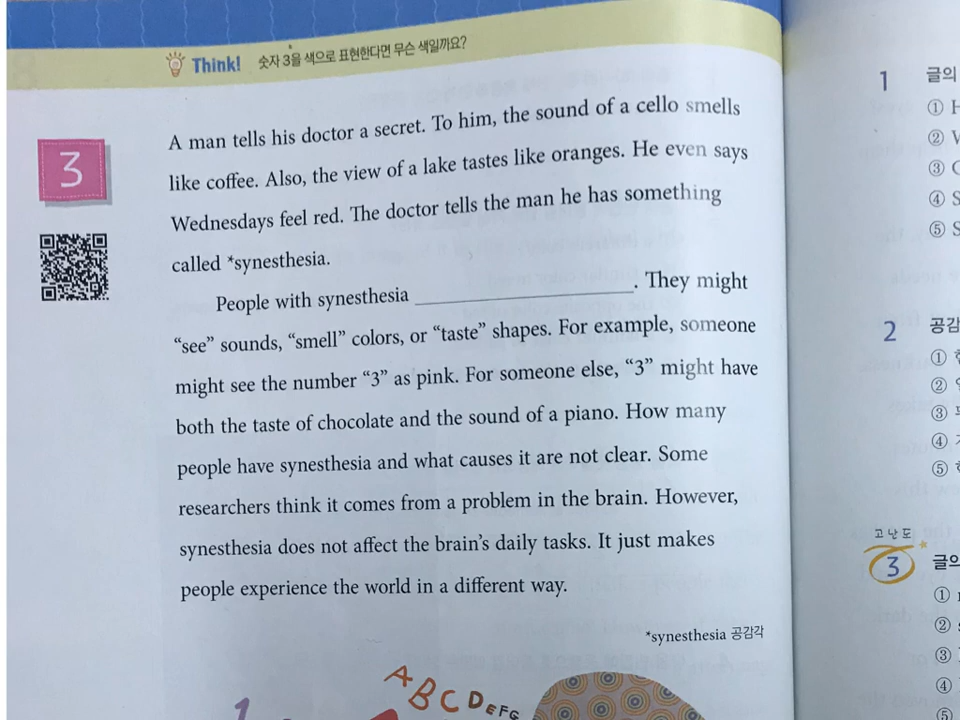 Think! 숫자 3을 색으로 표현한다면 무슨 색일까요?
3
A man tells his doctor a secret. To him, the sound of a cello smells
like coffee. Also, the view of a lake tastes like oranges. He even says
Wednesdays feel red. The doctor tells the man he has something
called *synesthesia.
People with synesthesia ____________________. They might
“see” sounds, “smell” colors, or “taste” shapes. For example, someone
might see the number “3” as pink. For someone else, “3” might have
both the taste of chocolate and the sound of a piano. How many
people have synesthesia and what causes it are not clear. Some
researchers think it comes from a problem in the brain. However,
synesthesia does not affect the brain’s daily tasks. It just makes
people experience the world in a different way.
*synesthesia 공감각
A B C D E F G
1
1 글의
① H
②
③
④ S
⑤ S
2 공감
①
②
③
④
⑤
고난도
3 글의
①
②
③
④
⑤